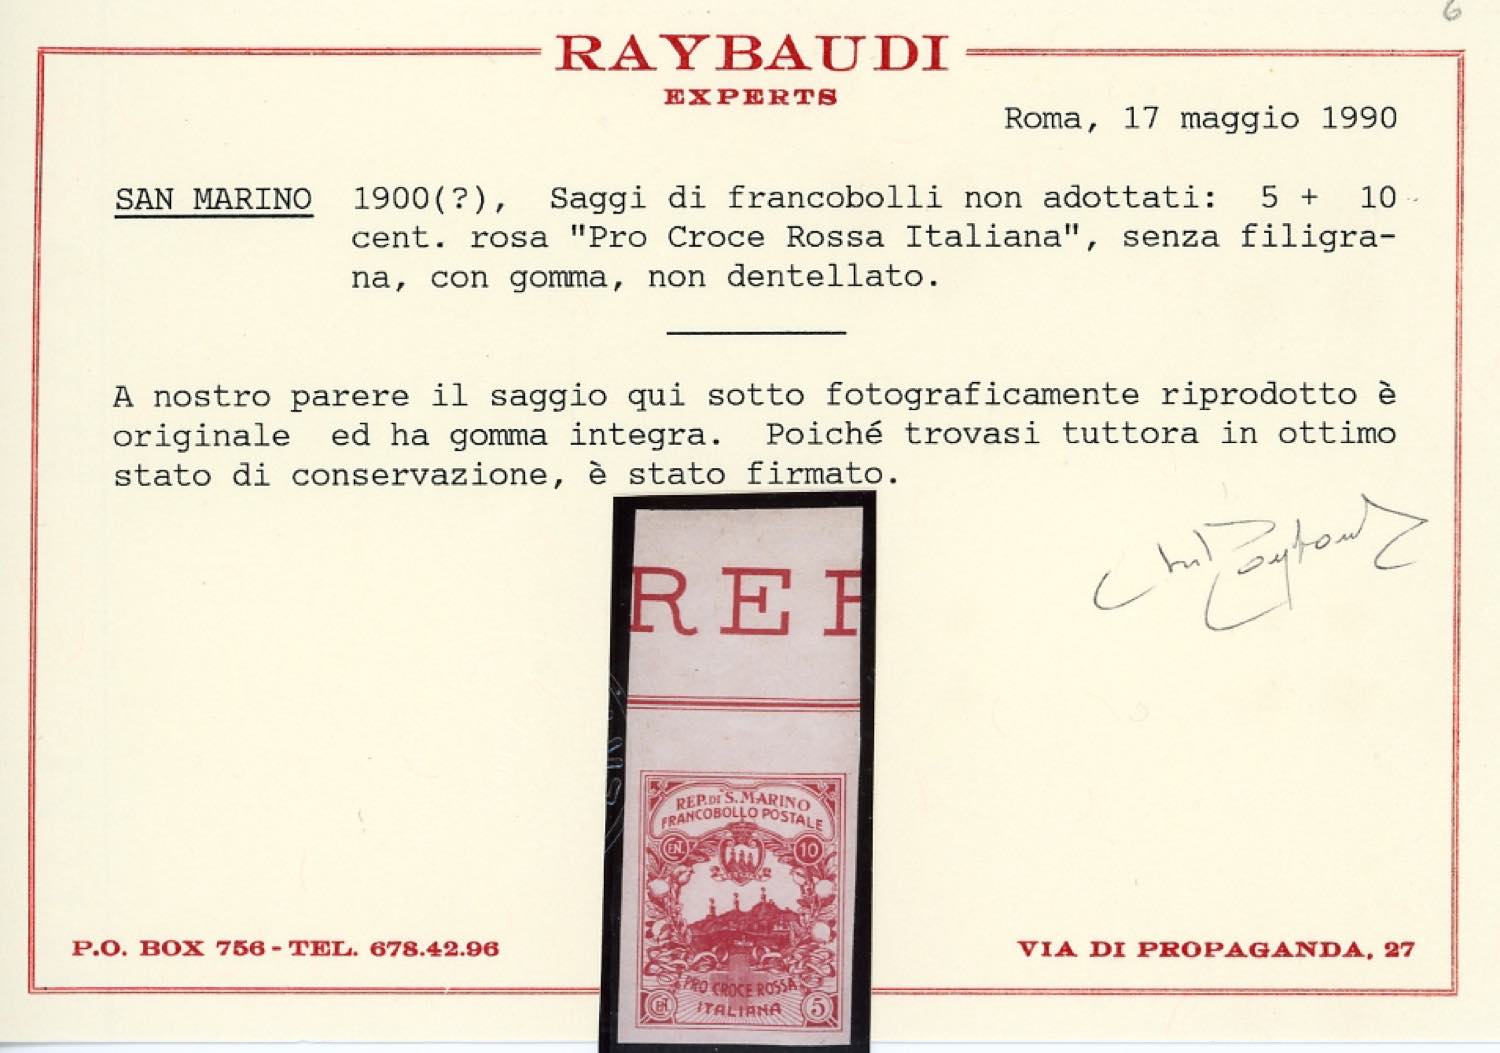 6
RAYBAUDI
EXPERTS
Roma, 17 maggio 1990
SAN MARINO 1900(?), Saggi di francobolli non adottati: 5 + 10
cent. rosa "Pro Croce Rossa Italiana", senza filigra-
na, con gomma, non dentellato.
A nostro parere il saggio qui sotto fotograficamente riprodotto è
originale ed ha gomma integra. Poiché trovasi tuttora in ottimo
stato di conservazione, è stato firmato.
REP
REP. DI S. MARINO
FRANCOBOLLO POSTALE
CEN. 10
PRO CROCE ROSSA
ITALIANA
CEN. 5
P.O. BOX 756 - TEL. 678.42.96
VIA DI PROPAGANDA, 27